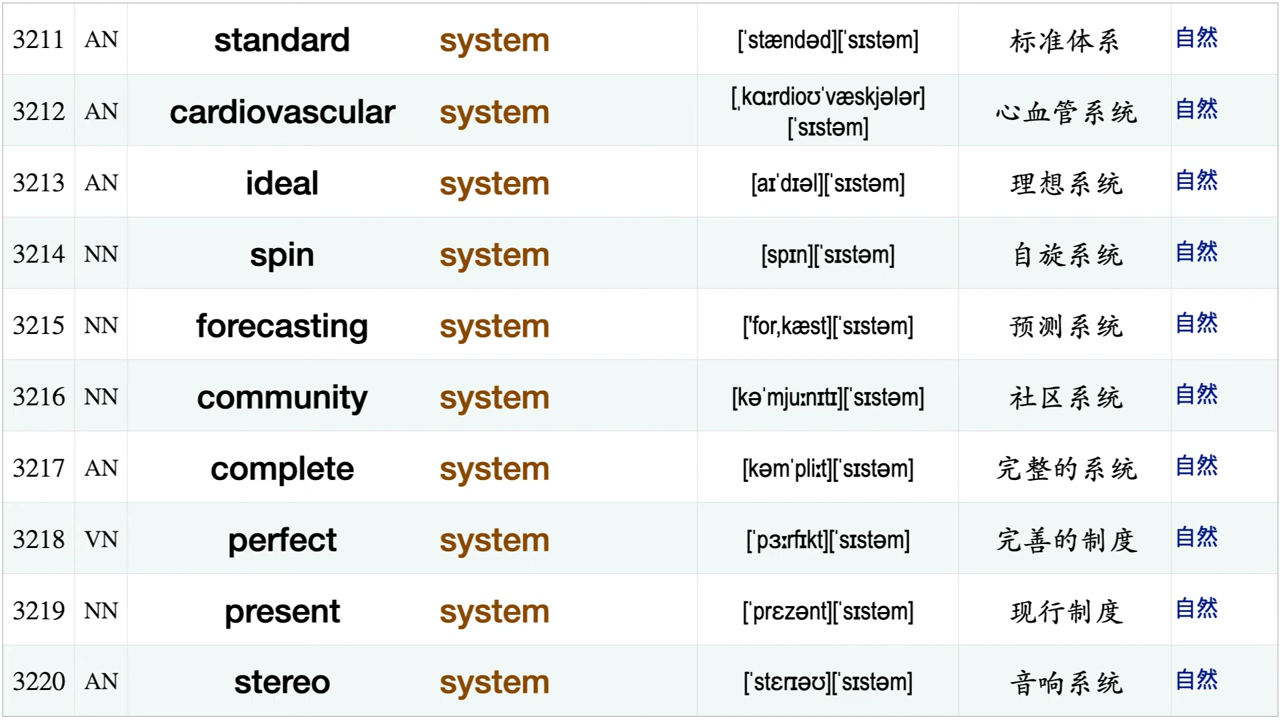 3211 AN standard system [ˈstændəd][ˈsɪstəm] 标准体系 自然
3212 AN cardiovascular system [ˌkɑɪrdioʊˈvæskjələr] [ˈsɪstəm] 心血管系统 自然
3213 AN ideal system [aɪˈdɪəl][ˈsɪstəm] 理想系统 自然
3214 NN spin system [spɪn][ˈsɪstəm] 自旋系统 自然
3215 NN forecasting system ['for,kæst][ˈsɪstəm] 预测系统 自然
3216 NN community system [kəˈmjuːnɪtɪ][ˈsɪstəm] 社区系统 自然
3217 AN complete system [kəmˈpliːt][ˈsɪstəm] 完整的系统 自然
3218 VN perfect system [ˈpɜːrfɪkt][ˈsɪstəm] 完善的制度 自然
3219 NN present system [ˈprɛzənt][ˈsɪstəm] 现行制度 自然
3220 AN stereo system [ˈstɛrɪəʊ][ˈsɪstəm] 音响系统 自然